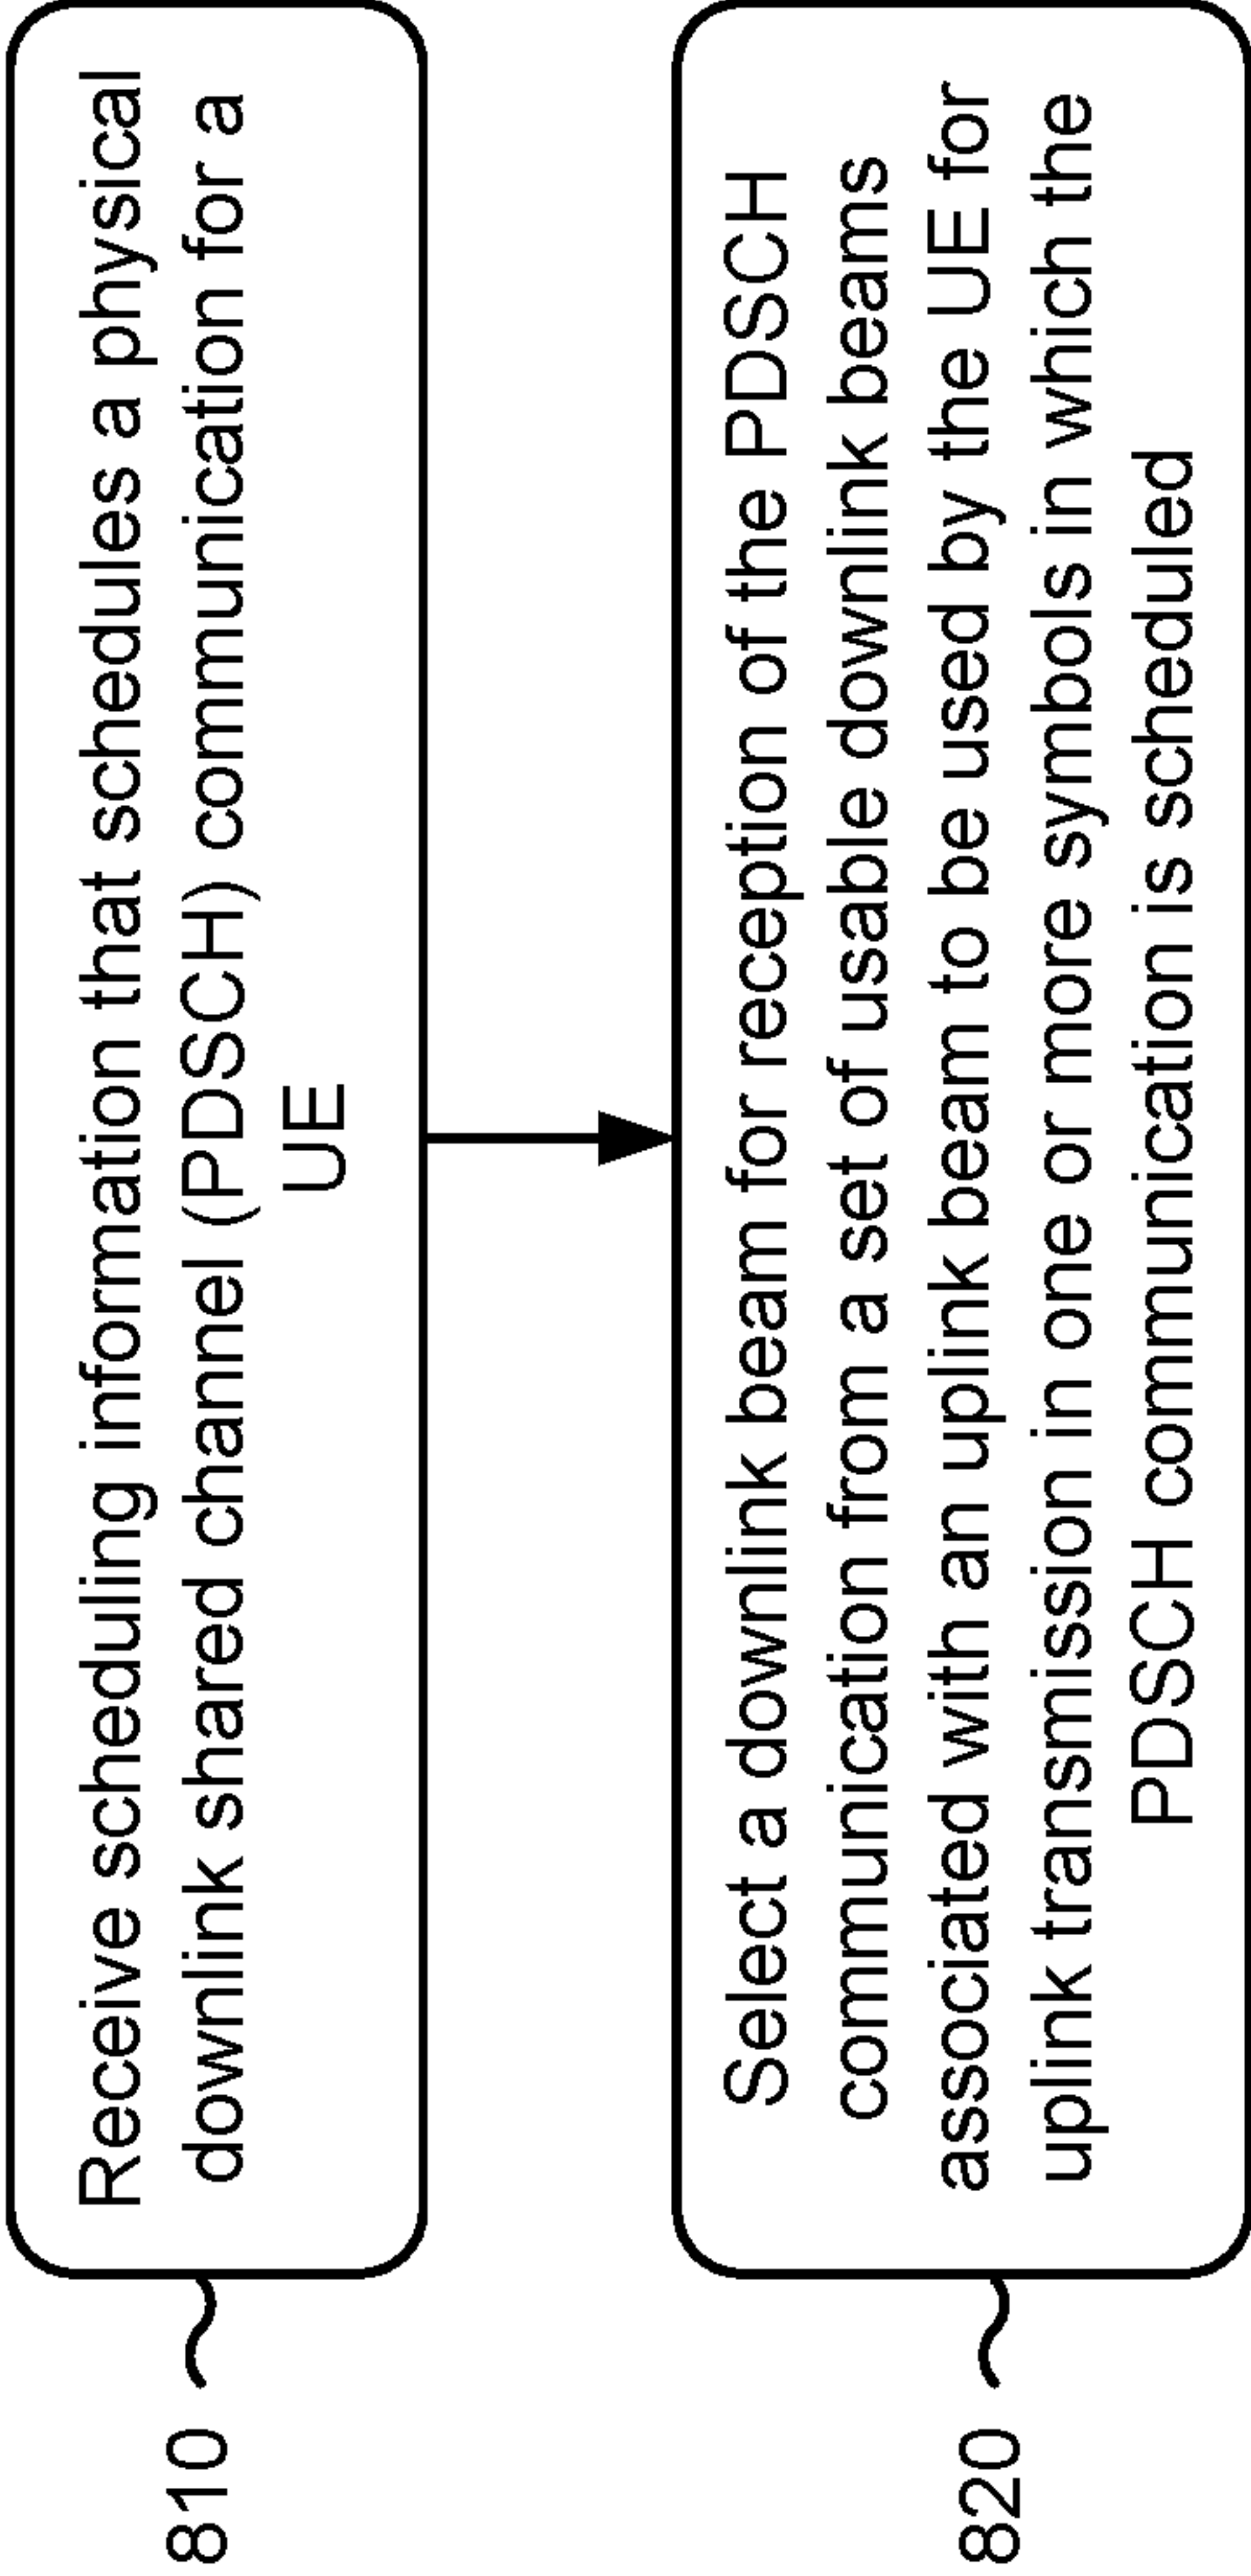 810
Receive scheduling information that schedules a physical
downlink shared channel (PDSCH) communication for a
UE
820
Select a downlink beam for reception of the PDSCH
communication from a set of usable downlink beams
associated with an uplink beam to be used by the UE for
uplink transmission in one or more symbols in which the
PDSCH communication is scheduled